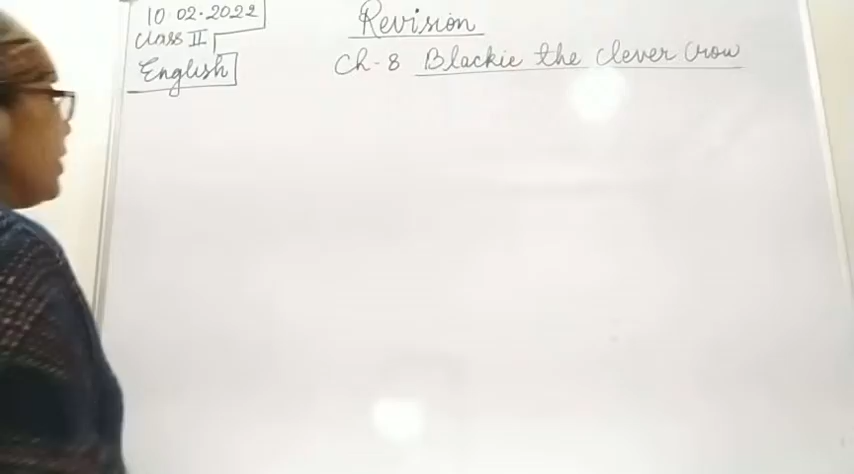 10.02.2022
Class II
English
Revision
Ch-8 Blackie the clever Crow